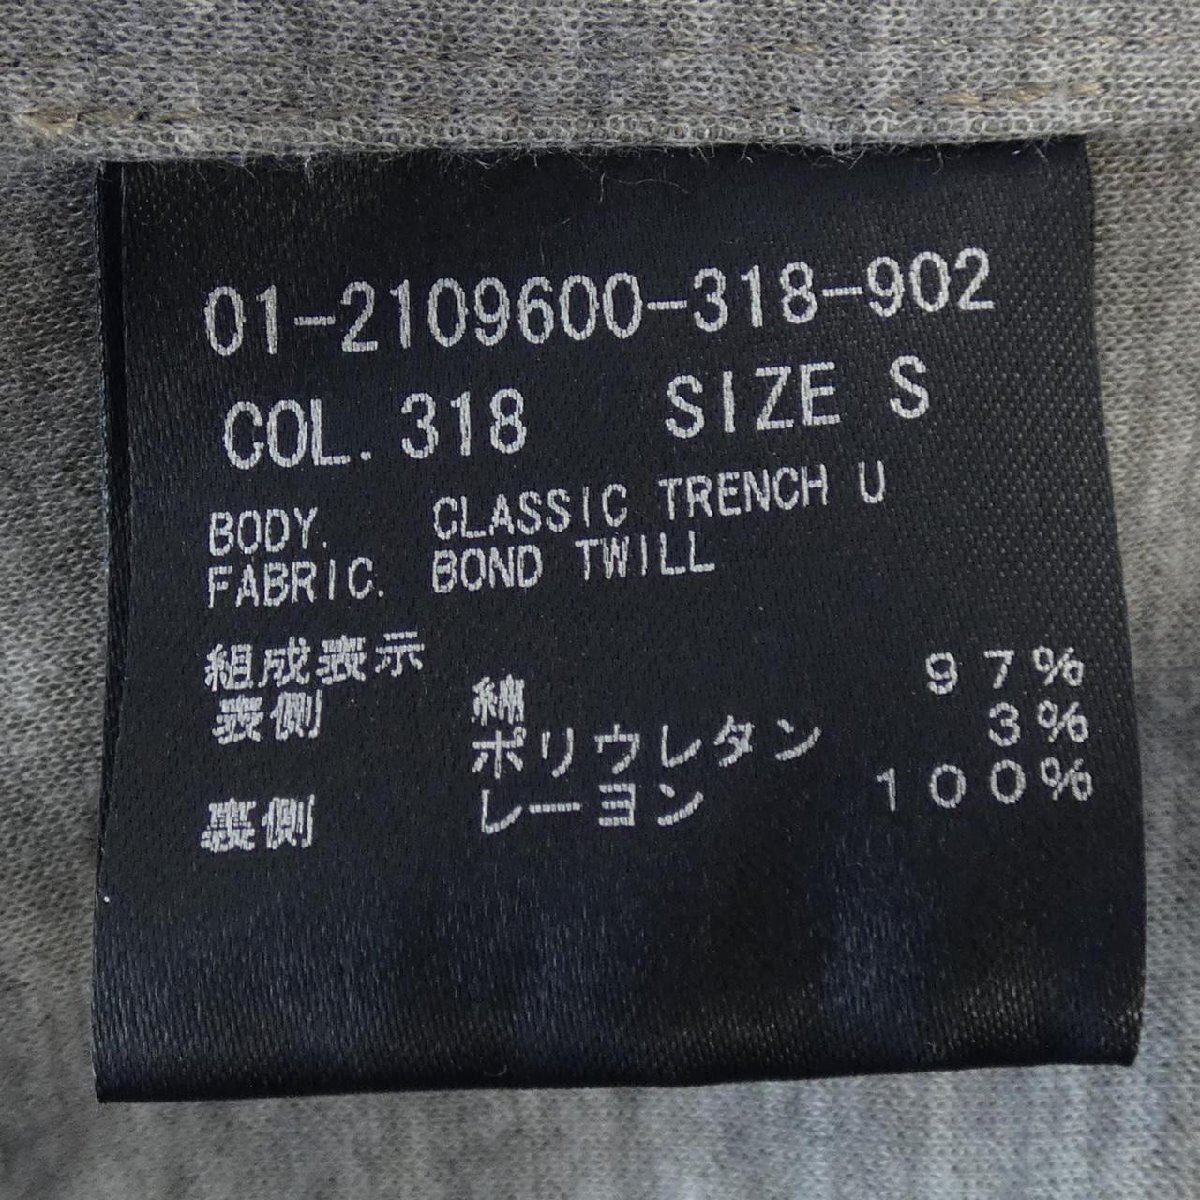 01-2109600-318-902
COL. 318 SIZE S
BODY. CLASSIC TRENCH U
FABRIC. BOND TWILL
組成表示
表側 綿 97%
ポリウレタン 3%
裏側 レーヨン 100%